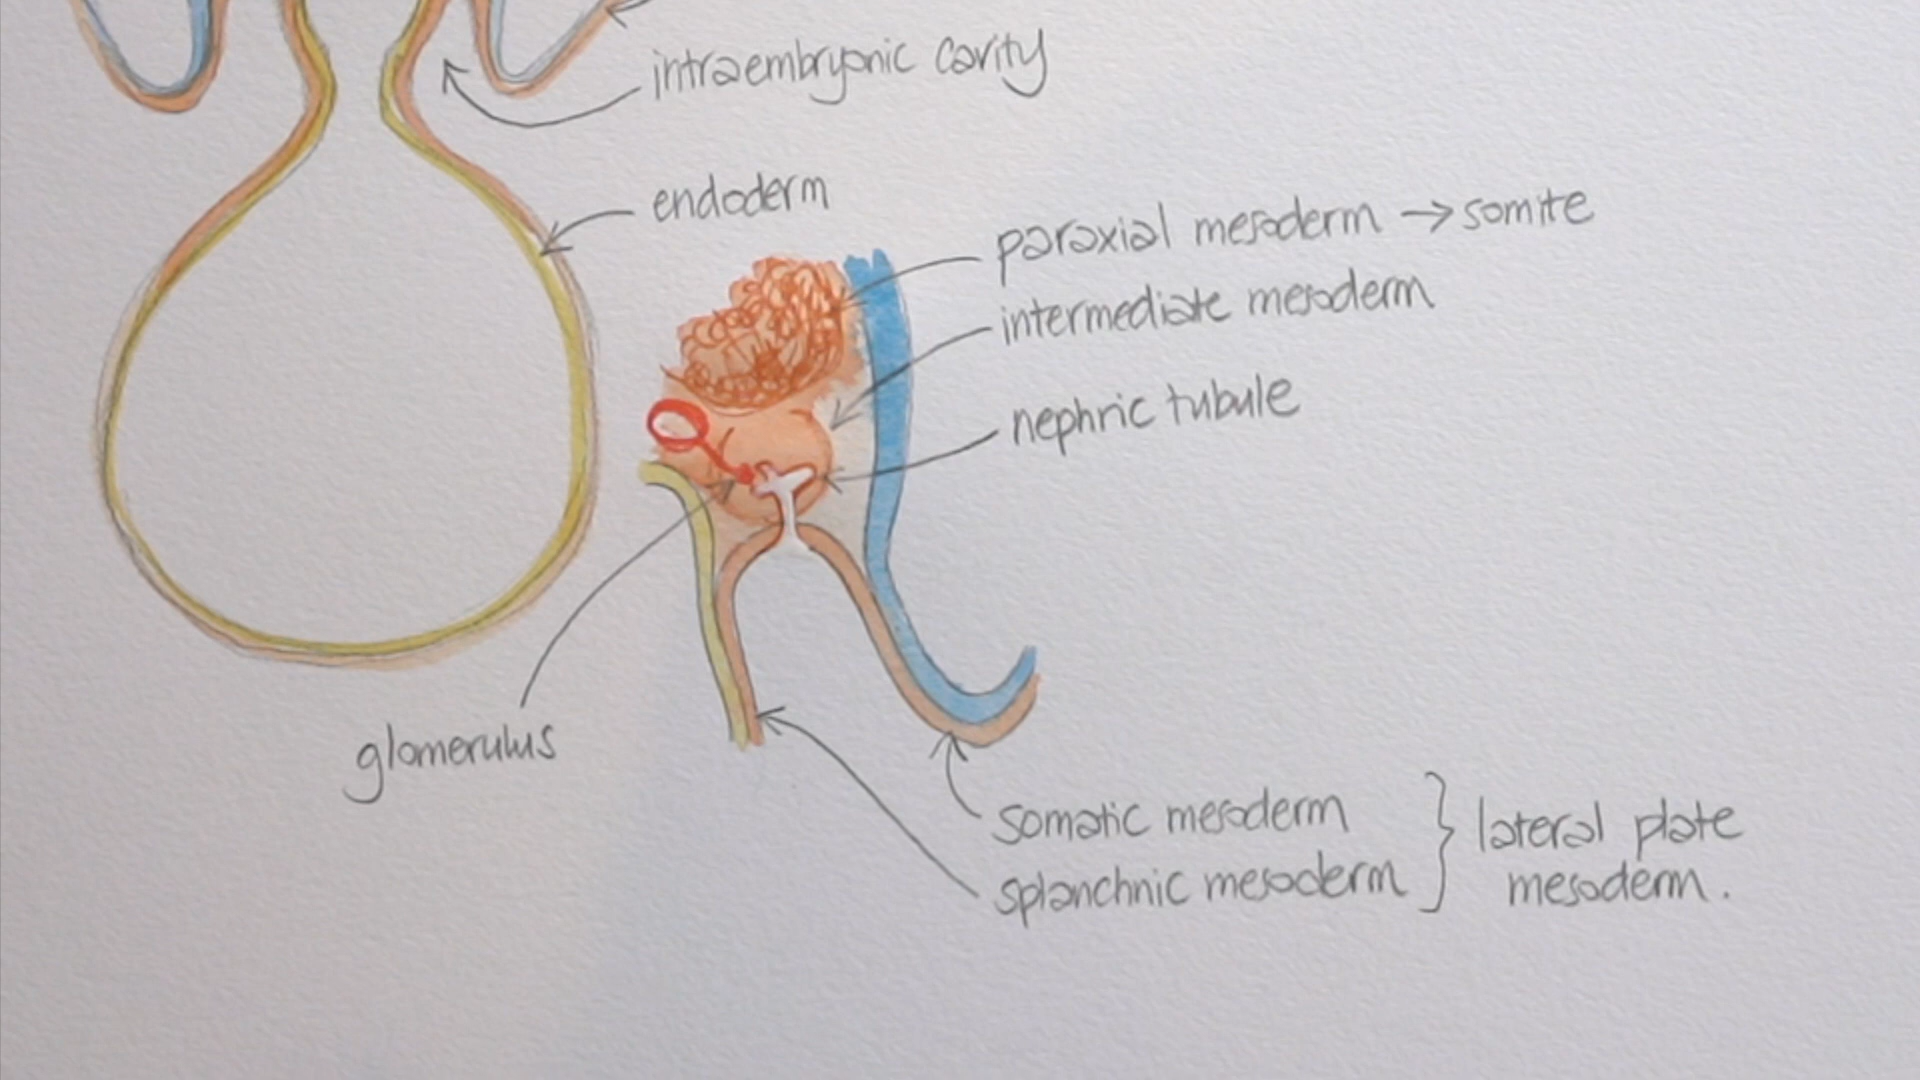 intraembryonic cavity
endoderm
paraxial mesoderm → somite
intermediate mesoderm
nephric tubule
glomerulus
somatic mesoderm
splanchnic mesoderm
} lateral plate
mesoderm.